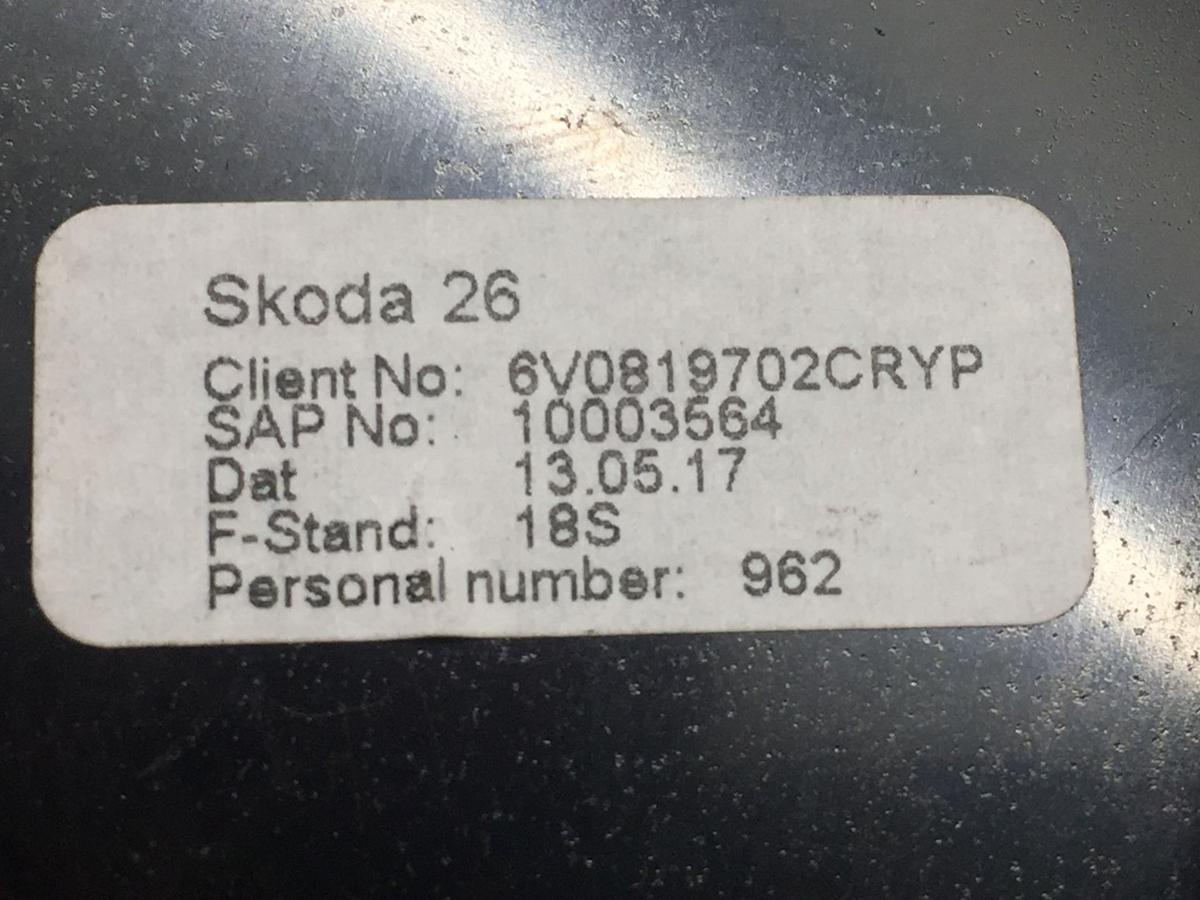 Skoda 26
Client No: 6V0819702CRYP
SAP No: 10003564
Dat 13.05.17
F-Stand: 18S
Personal number: 962